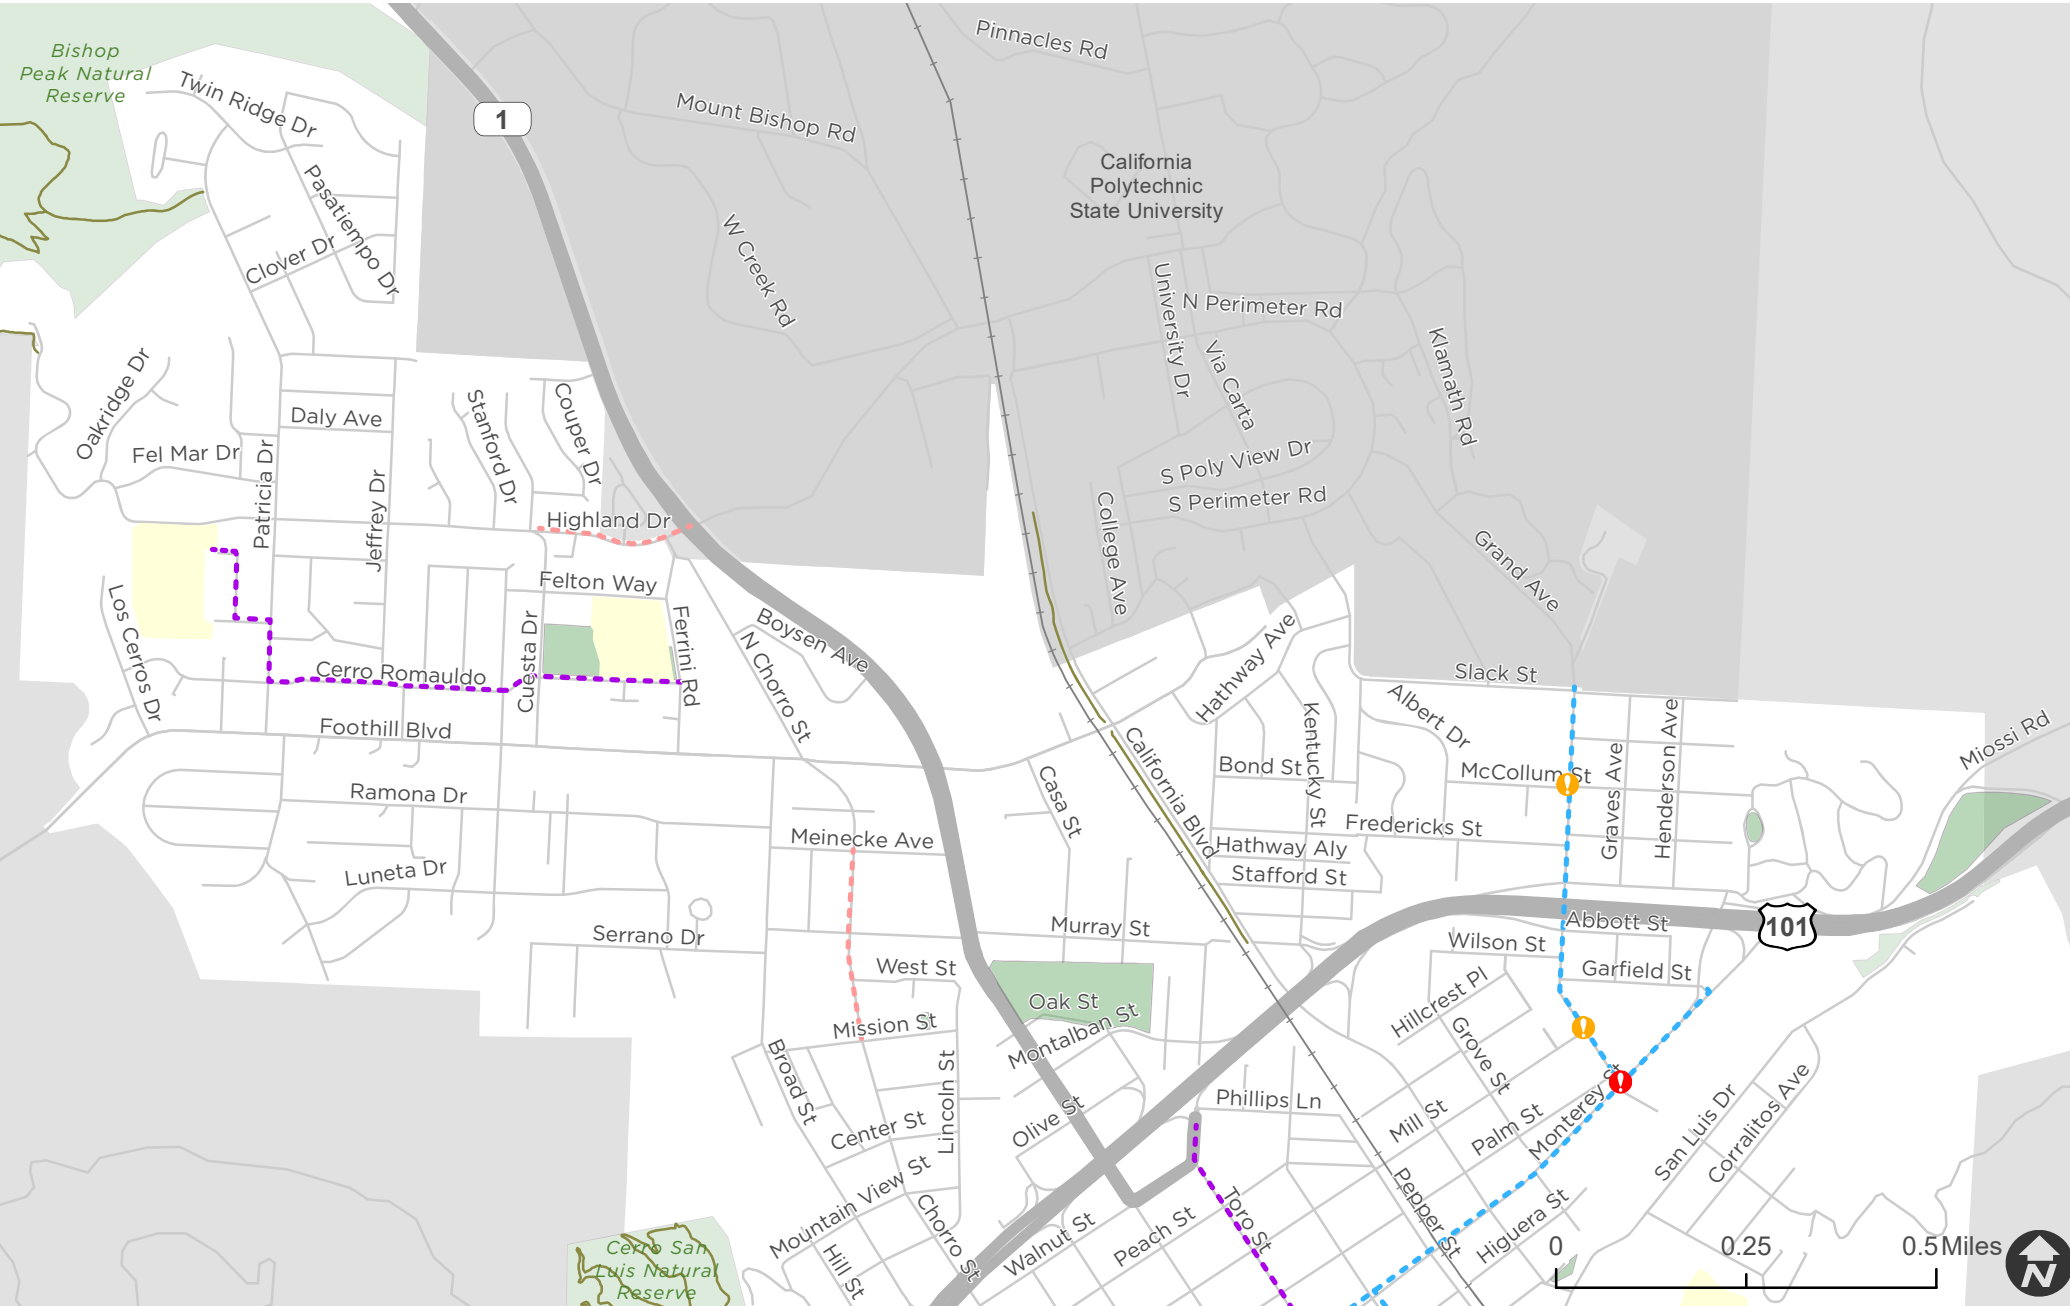 Pinnacles Rd
Bishop
Peak Natural
Reserve
Twin Ridge Dr
1
Mount Bishop Rd
California
Polytechnic
State University
Pasatiempo Dr
Clover Dr
W Creek Rd
University Dr
N Perimeter Rd
Via Carta
Klamath Rd
Oakridge Dr
Daly Ave
Stanford Dr
Couper Dr
Fel Mar Dr
Patricia Dr
Jeffrey Dr
S Poly View Dr
S Perimeter Rd
Highland Dr
College Ave
Grand Ave
Felton Way
Los Cerros Dr
Cuesta Dr
Ferrini Rd
Boysen Ave
N Chorro St
Hathway Ave
Cerro Romauldo
Slack St
Albert Dr
Foothill Blvd
Kentucky St
Graves Ave
Henderson Ave
Miossi Rd
California Blvd
Bond St
McCollum St
Casa St
Ramona Dr
Fredericks St
Meinecke Ave
Hathway Aly
Stafford St
Luneta Dr
Serrano Dr
Murray St
Abbott St
101
Wilson St
West St
Garfield St
Oak St
Hillcrest Pl
Mission St
Montalban St
Grove St
Broad St
Lincoln St
Phillips Ln
Olive St
Center St
Mill St
Palm St
Monterey St
San Luis Dr
Corralitos Ave
Mountain View St
Chorro St
Toro St
Pepper St
Walnut St
Peach St
Higuera St
Hill St
Cerro San
Luis Natural
Reserve
0 0.25 0.5 Miles
N